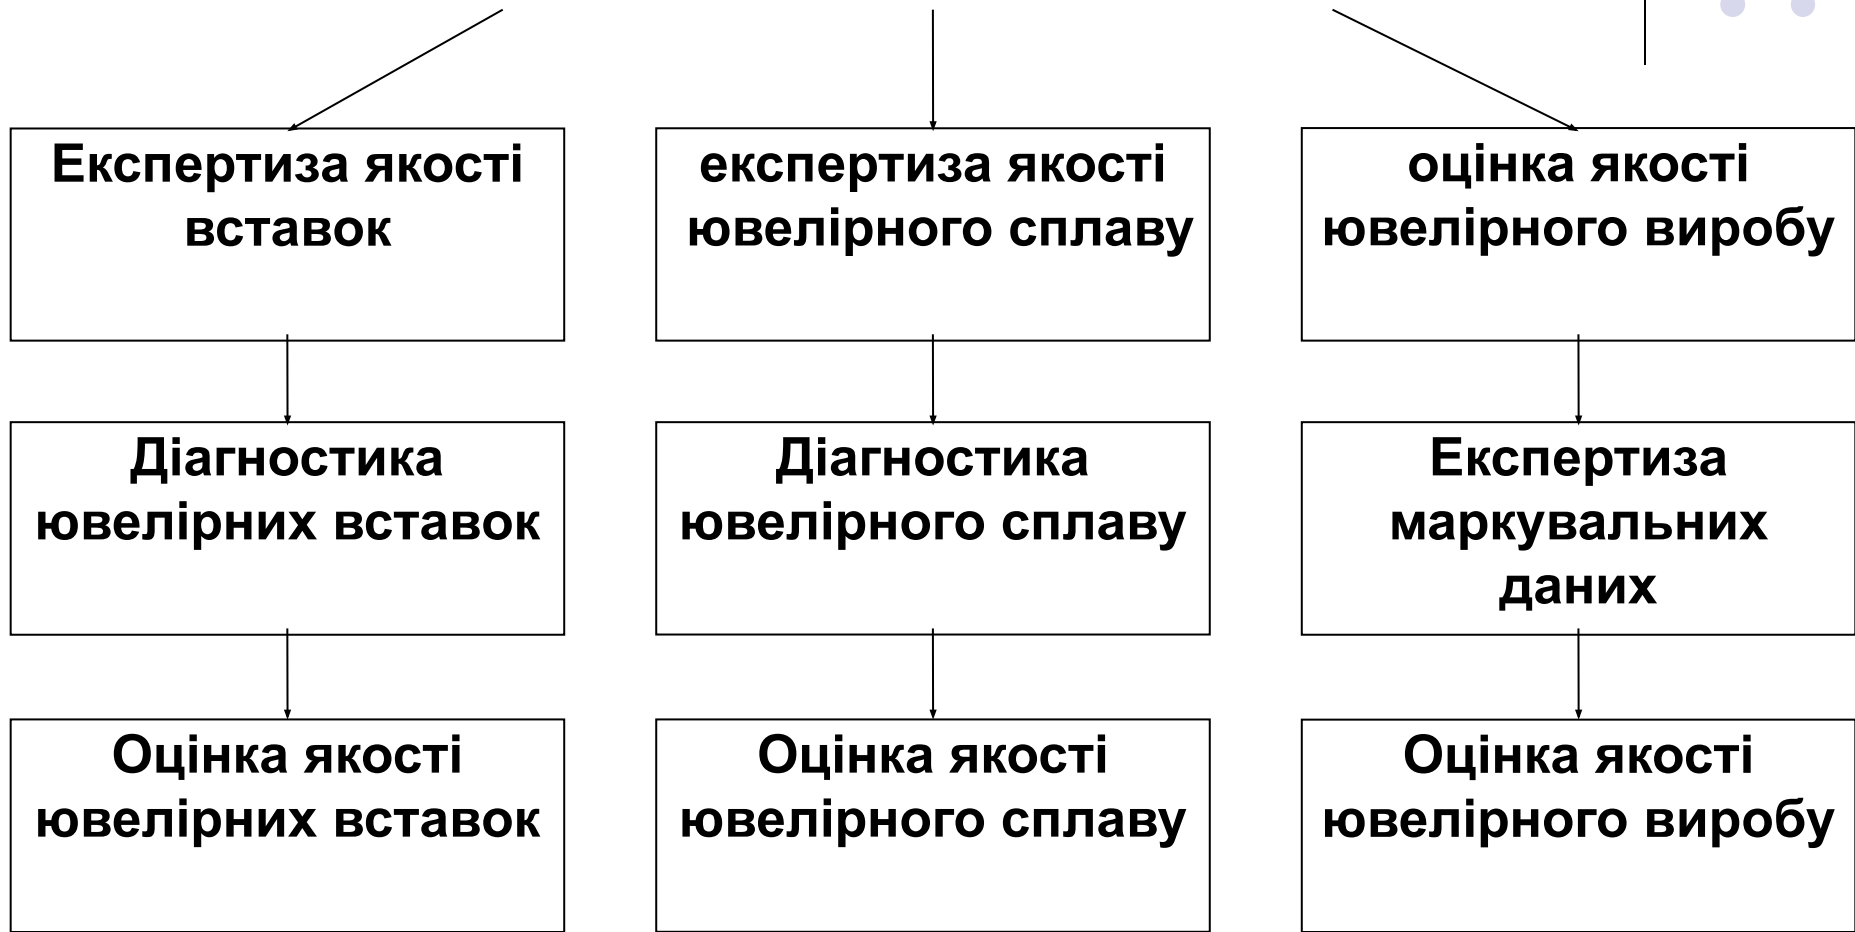 Експертиза якості
вставок
експертиза якості
ювелірного сплаву
оцінка якості
ювелірного виробу
Діагностика
ювелірних вставок
Діагностика
ювелірного сплаву
Експертиза
маркувальних
даних
Оцінка якості
ювелірних вставок
Оцінка якості
ювелірного сплаву
Оцінка якості
ювелірного виробу